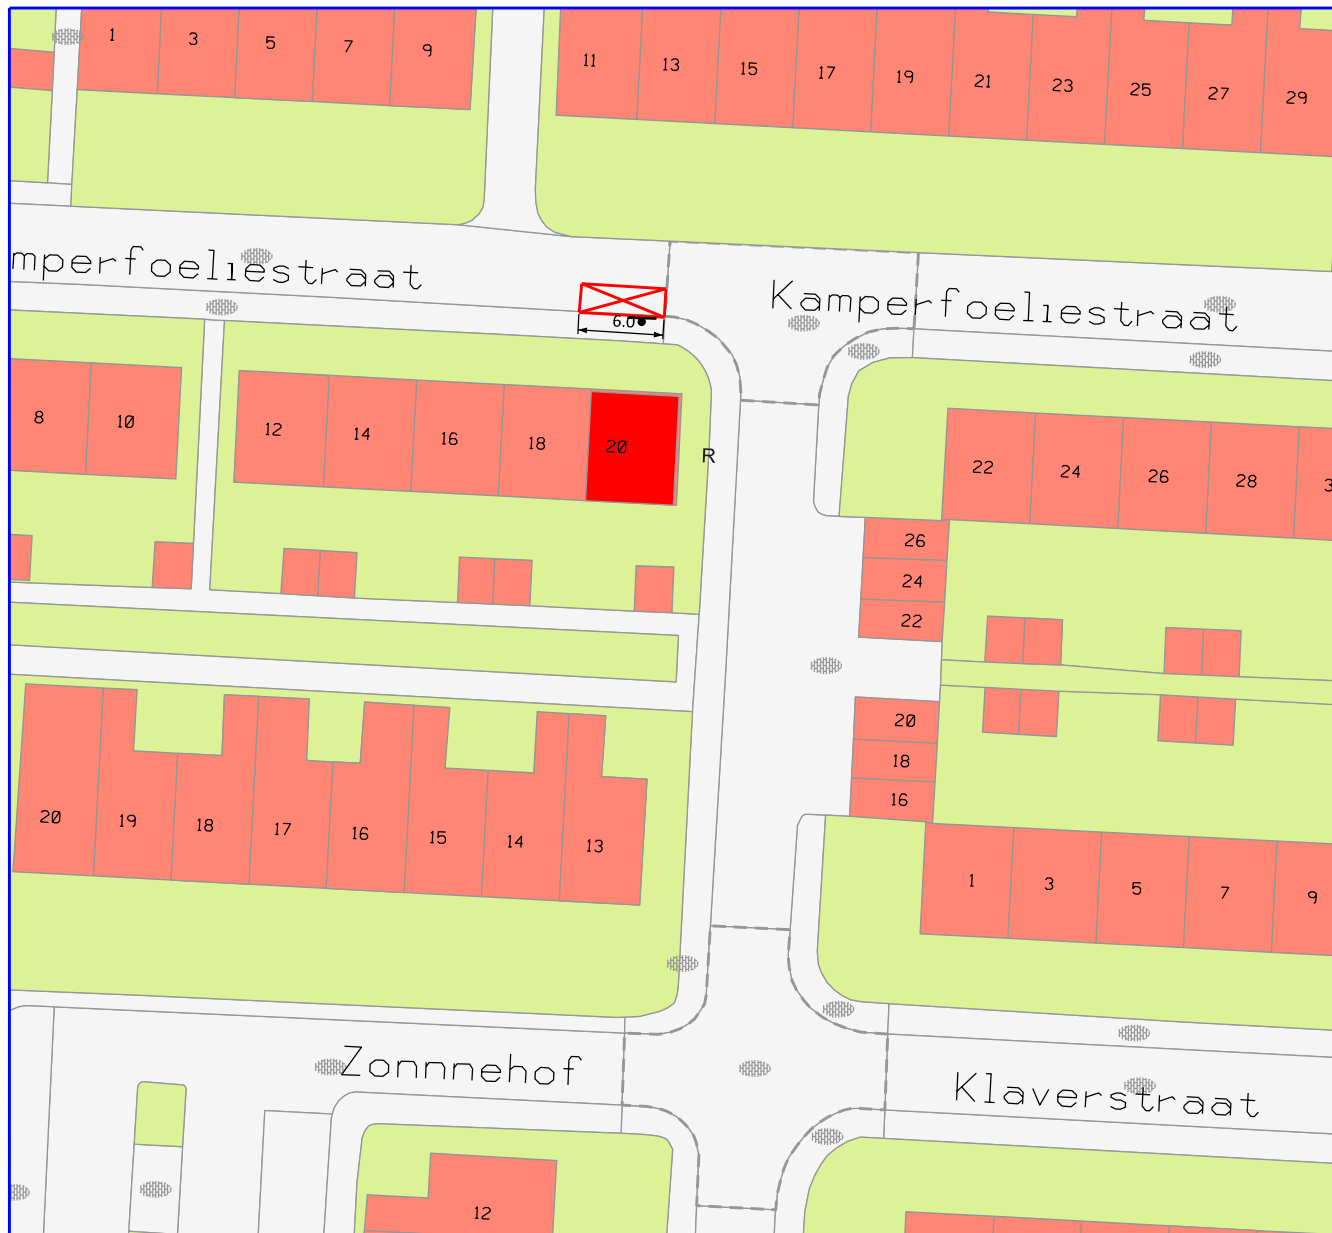 1 3 5 7 9
11 13 15 17 19 21 23 25 27 29
mperfoeliestraat
Kamperfoeliestraat
6.0
8 10
12 14 16 18 20
R
22 24 26 28 3
26
24
22
20
18
16
20 19 18 17 16 15 14 13
1 3 5 7 9
Zonnnehof
Klaverstraat
12